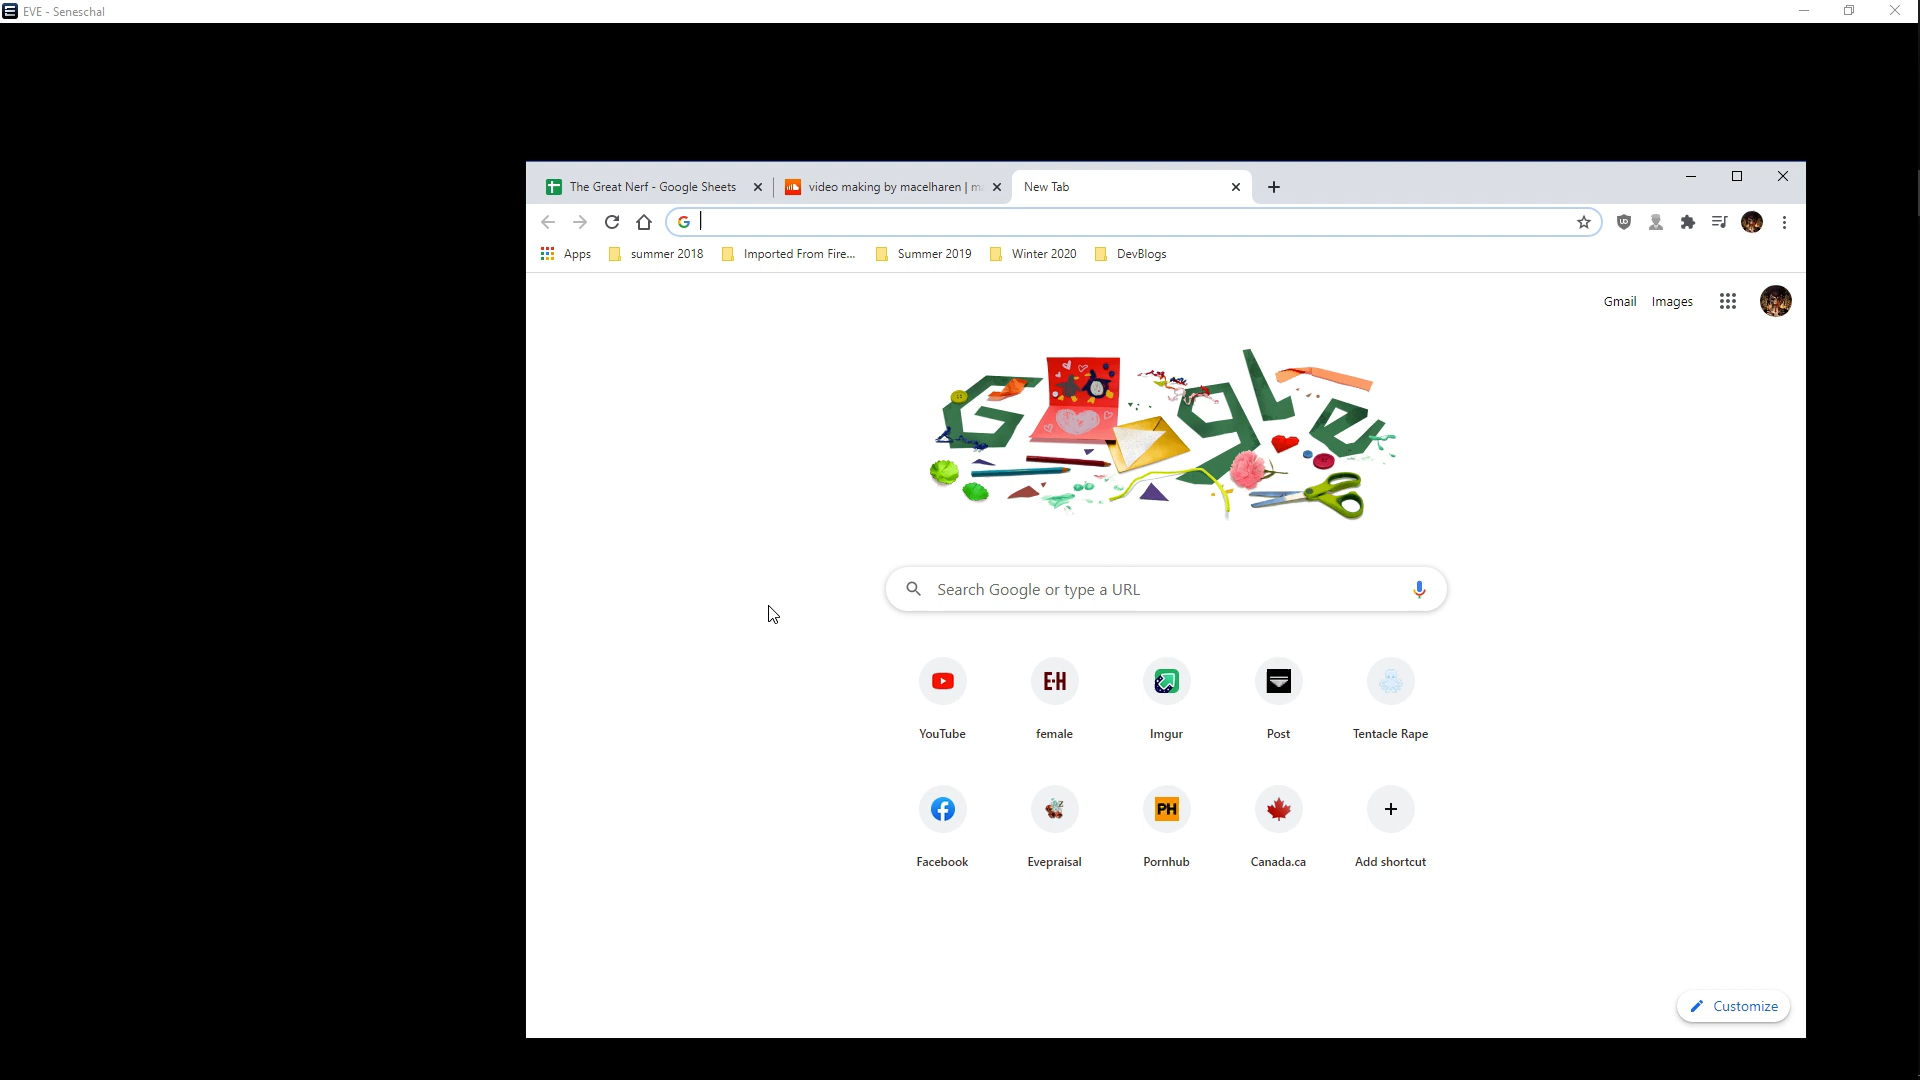 EVE - Seneschal
The Great Nerf - Google Sheets
video making by macelharen | m
New Tab
Apps
summer 2018
Imported From Fire...
Summer 2019
Winter 2020
DevBlogs
Gmail Images
Google
Search Google or type a URL
E-H
YouTube female Imgur Post Tentacle Rape
PH
Facebook Evepraisal Pornhub Canada.ca Add shortcut
Customize